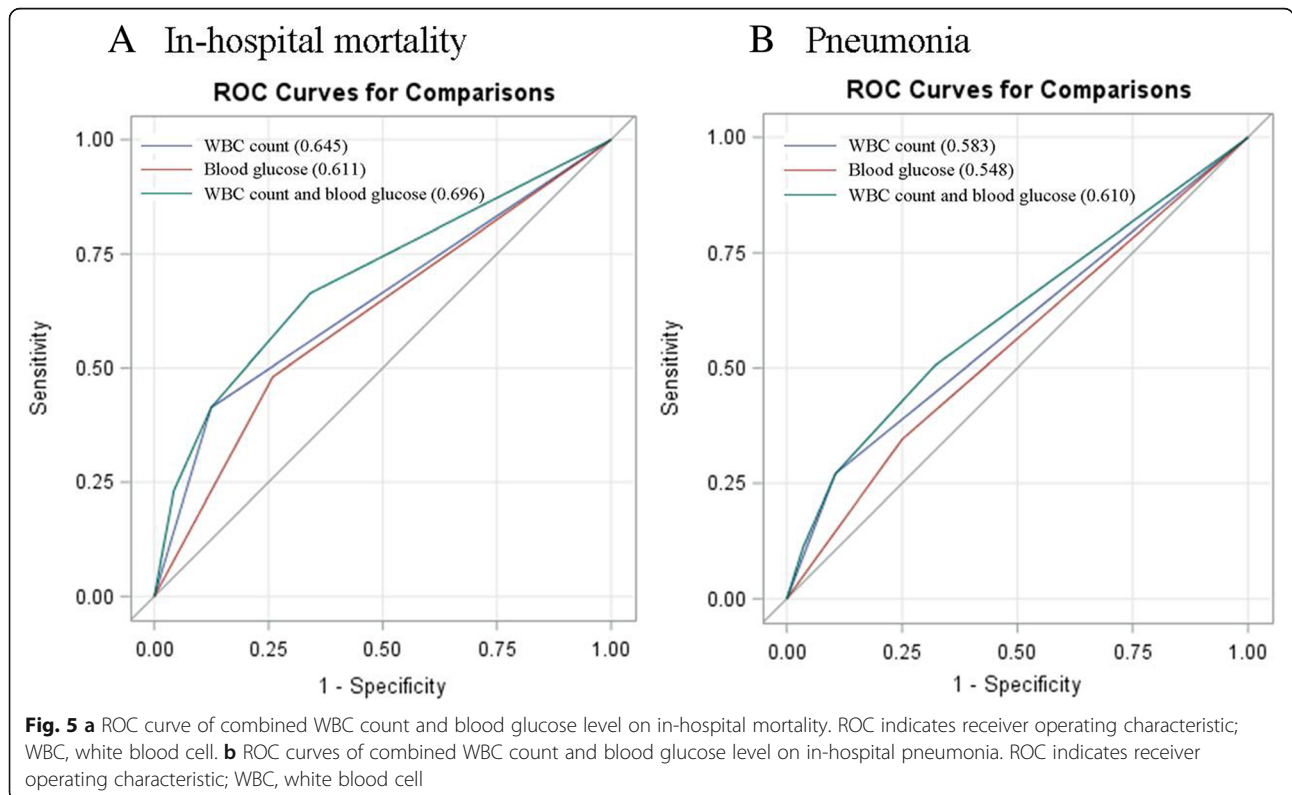 A In-hospital mortality
ROC Curves for Comparisons
WBC count (0.645)
Blood glucose (0.611)
WBC count and blood glucose (0.696)
1.00
0.75
0.50
0.25
0.00
Sensitivity
0.00 0.25 0.50 0.75 1.00
1 - Specificity
B Pneumonia
ROC Curves for Comparisons
WBC count (0.583)
Blood glucose (0.548)
WBC count and blood glucose (0.610)
1.00
0.75
0.50
0.25
0.00
Sensitivity
0.00 0.25 0.50 0.75 1.00
1 - Specificity
Fig. 5 a ROC curve of combined WBC count and blood glucose level on in-hospital mortality. ROC indicates receiver operating characteristic;
WBC, white blood cell. b ROC curves of combined WBC count and blood glucose level on in-hospital pneumonia. ROC indicates receiver
operating characteristic; WBC, white blood cell